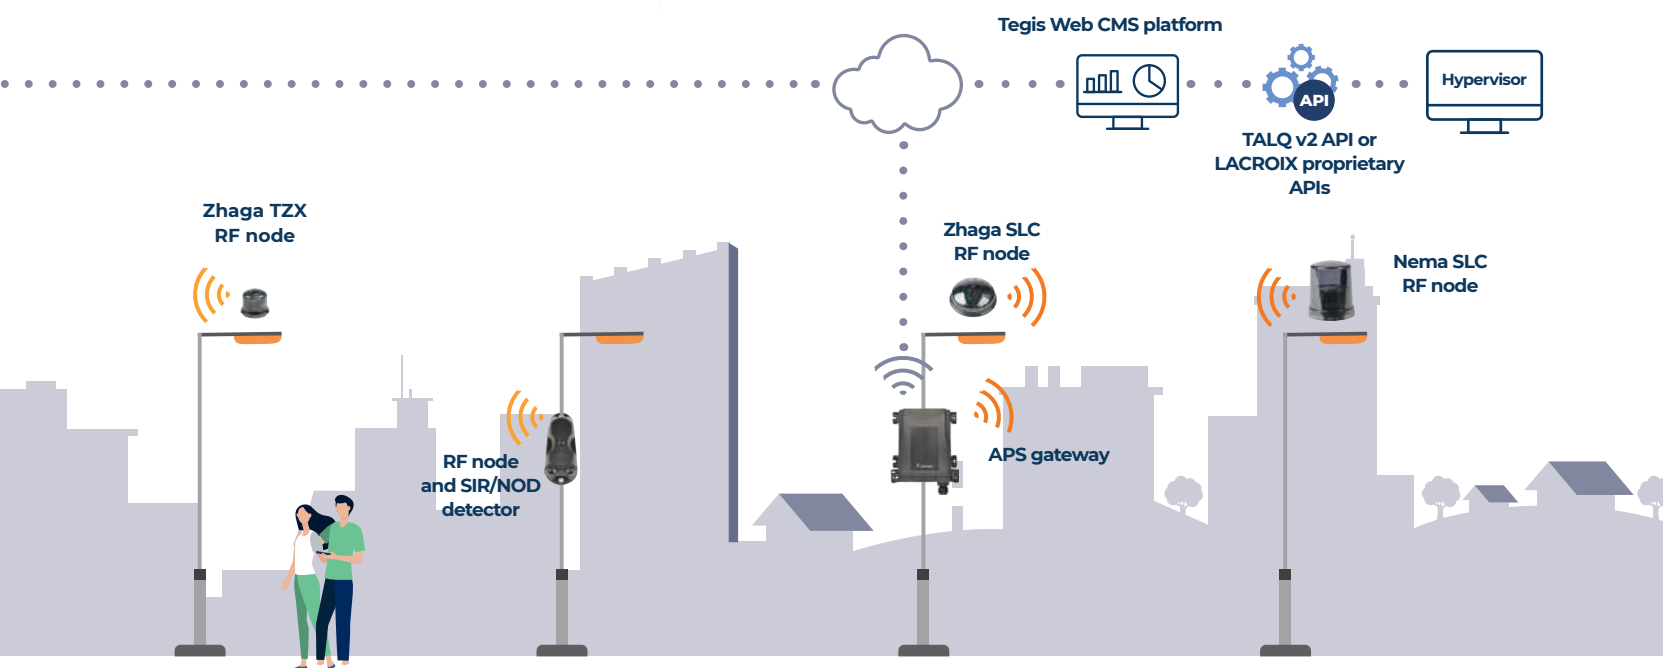 Tegis Web CMS platform
Hypervisor
API
TALQ v2 API or
LACROIX proprietary
APIs
Zhaga TZX
RF node
Zhaga SLC
RF node
Nema SLC
RF node
RF node
and SIR/NOD
detector
APS gateway